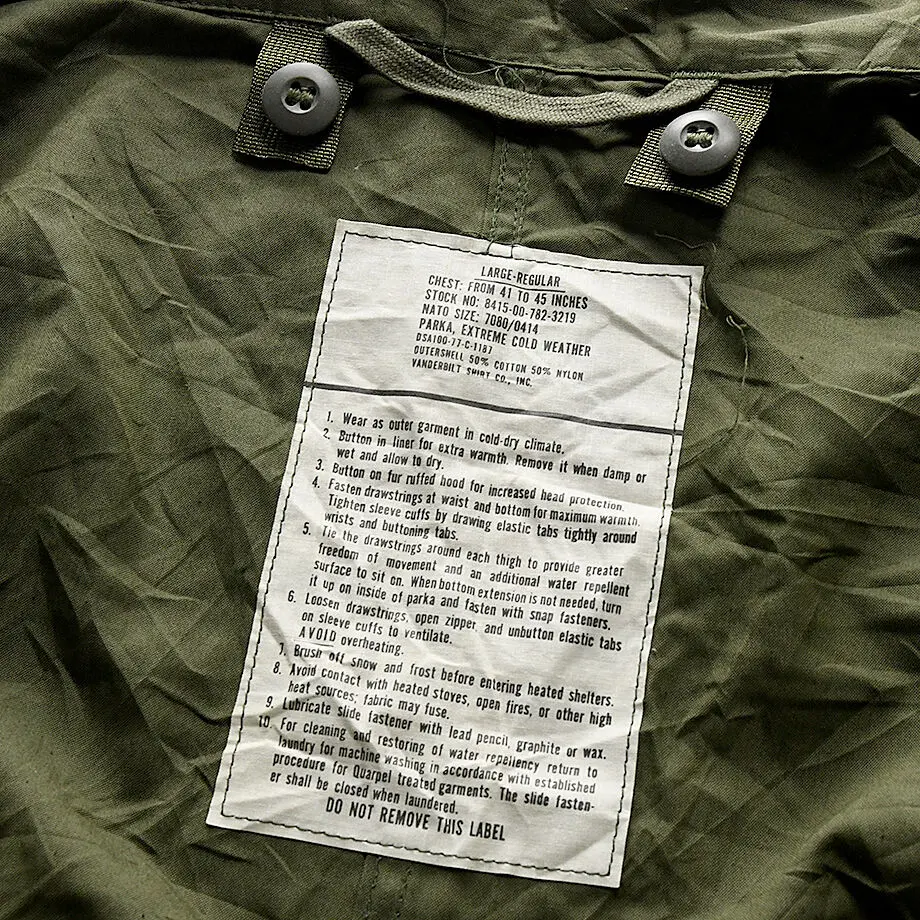 LARGE-REGULAR
CHEST: FROM 41 TO 45 INCHES
STOCK NO: 8415-00-782-3219
NATO SIZE: 7080/0414
PARKA, EXTREME COLD WEATHER
DSA100-77-C-1187
OUTERSHELL 50% COTTON 50% NYLON
VANDERBILT SHIRT CO., INC.
1. Wear as outer garment in cold-dry climate.
2. Button in liner for extra warmth. Remove it when damp or
wet and allow to dry.
3. Button on fur ruffed hood for increased head protection.
4. Fasten drawstrings at waist and bottom for maximum warmth.
Tighten sleeve cuffs by drawing elastic tabs tightly around
wrists and buttoning tabs.
5. Tie the drawstrings around each thigh to provide greater
freedom of movement and an additional water repellent
surface to sit on. When bottom extension is not needed, turn
it up on inside of parka and fasten with snap fasteners.
6. Loosen drawstrings, open zipper, and unbutton elastic tabs
on sleeve cuffs to ventilate.
AVOID overheating.
7. Brush off snow and frost before entering heated shelters.
8. Avoid contact with heated stoves, open fires, or other high
heat sources; fabric may fuse.
9. Lubricate slide fastener with lead pencil, graphite or wax.
10. For cleaning and restoring of water repellency return to
laundry for machine washing in accordance with established
procedure for Quarpel treated garments. The slide fasten-
er shall be closed when laundered.
DO NOT REMOVE THIS LABEL